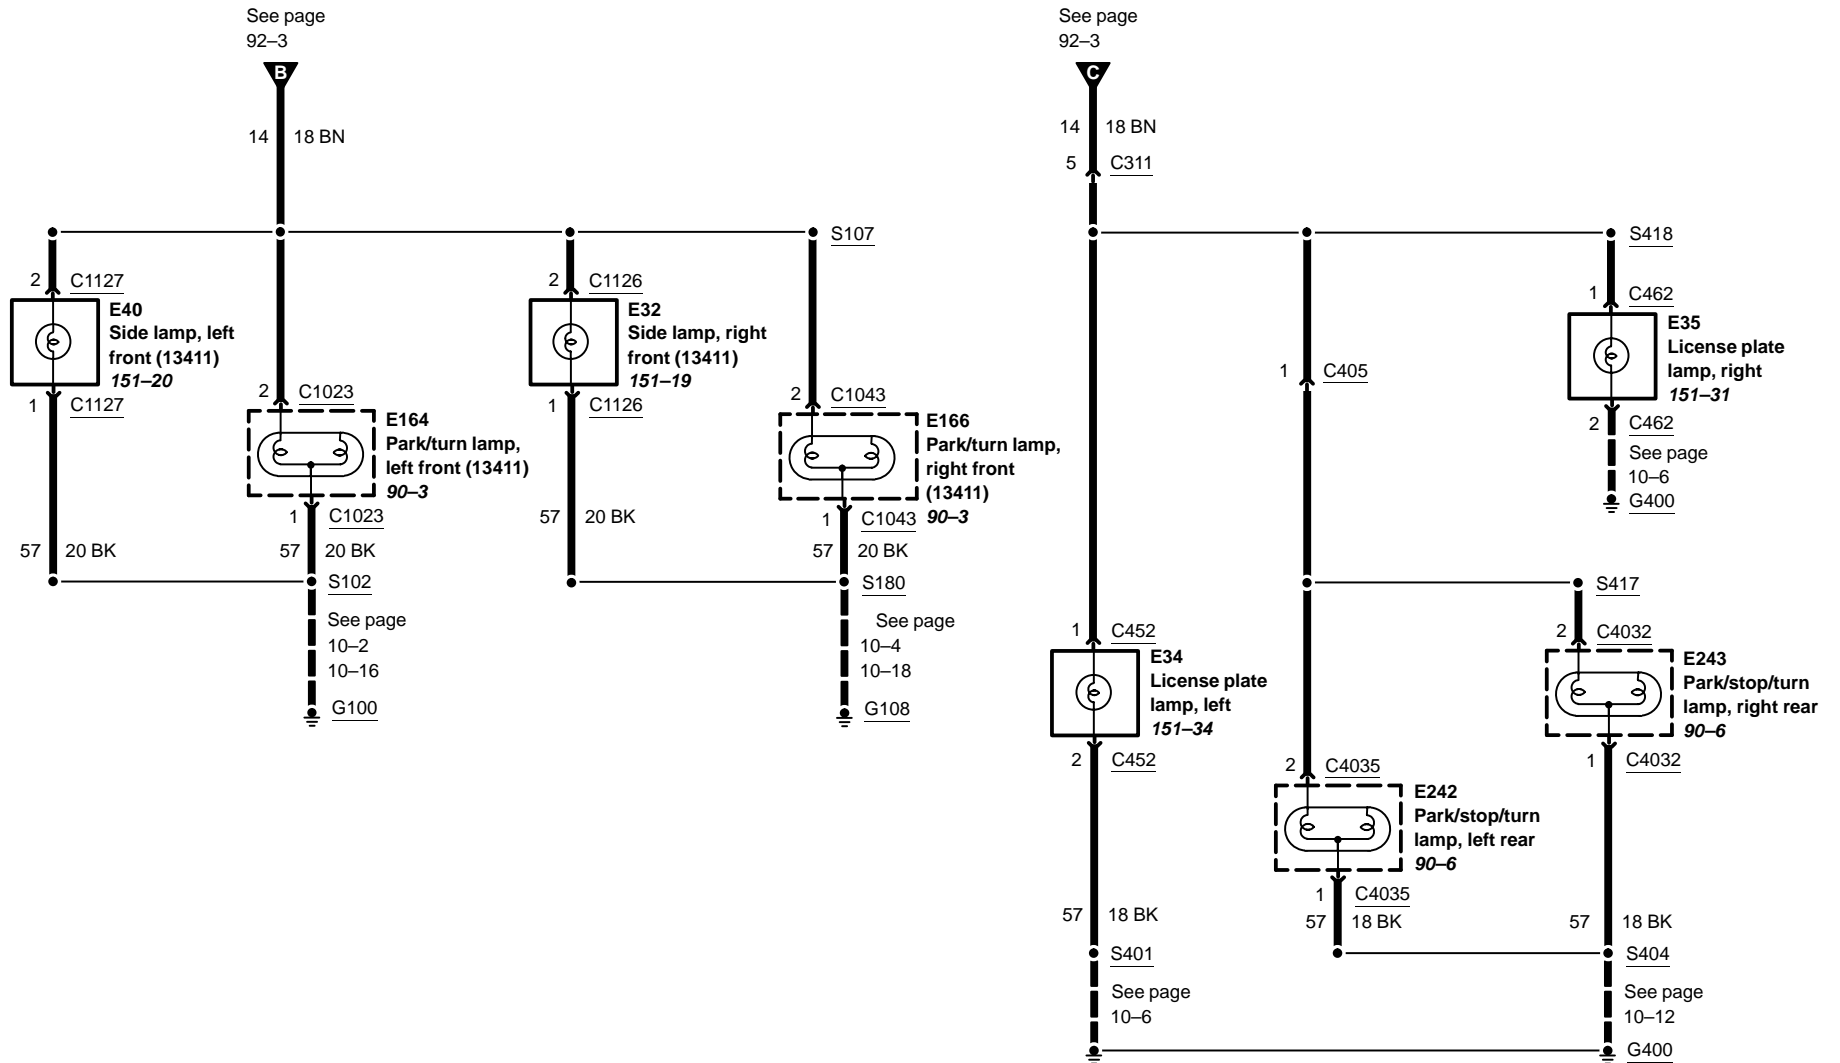 See page
92–3
B
14 18 BN
S107
2 C1127
E40
Side lamp, left
front (13411)
151–20
1 C1127
2 C1023
E164
Park/turn lamp,
left front (13411)
90–3
1 C1023
57 20 BK
57 20 BK
S102
See page
10–2
10–16
G100
2 C1126
E32
Side lamp, right
front (13411)
151–19
1 C1126
57 20 BK
2 C1043
E166
Park/turn lamp,
right front
(13411)
90–3
1 C1043
57 20 BK
S180
See page
10–4
10–18
G108
See page
92–3
C
14 18 BN
5 C311
S418
1 C462
E35
License plate
lamp, right
151–31
2 C462
See page
10–6
G400
1 C405
S417
1 C452
E34
License plate
lamp, left
151–34
2 C452
57 18 BK
S401
See page
10–6
2 C4035
E242
Park/stop/turn
lamp, left rear
90–6
1 C4035
57 18 BK
2 C4032
E243
Park/stop/turn
lamp, right rear
90–6
1 C4032
57 18 BK
S404
See page
10–12
G400